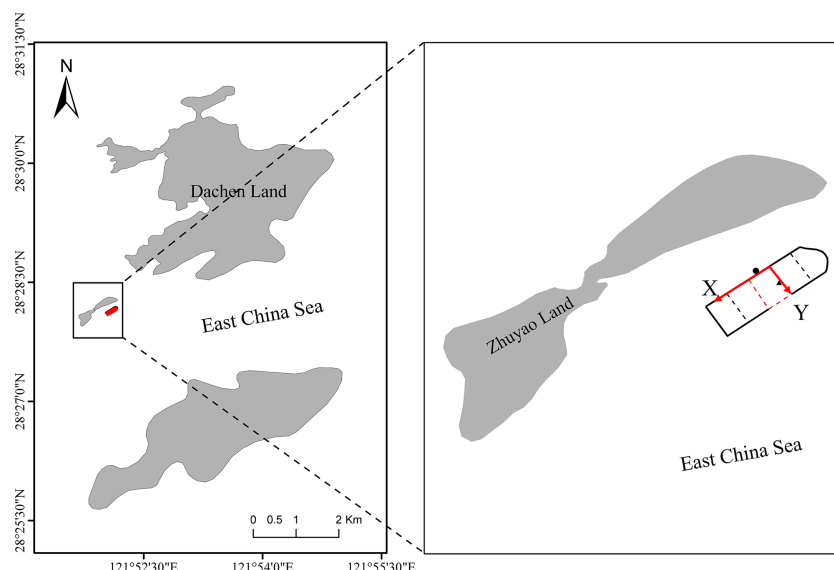 28°31'30"N
N
28°30'0"N
Dachen Land
28°28'30"N
East China Sea
28°27'0"N
28°25'30"N
0 0.5 1 2 Km
121°52'30"E
121°54'0"E
121°55'30"E
X
Y
Zhuyao Land
East China Sea